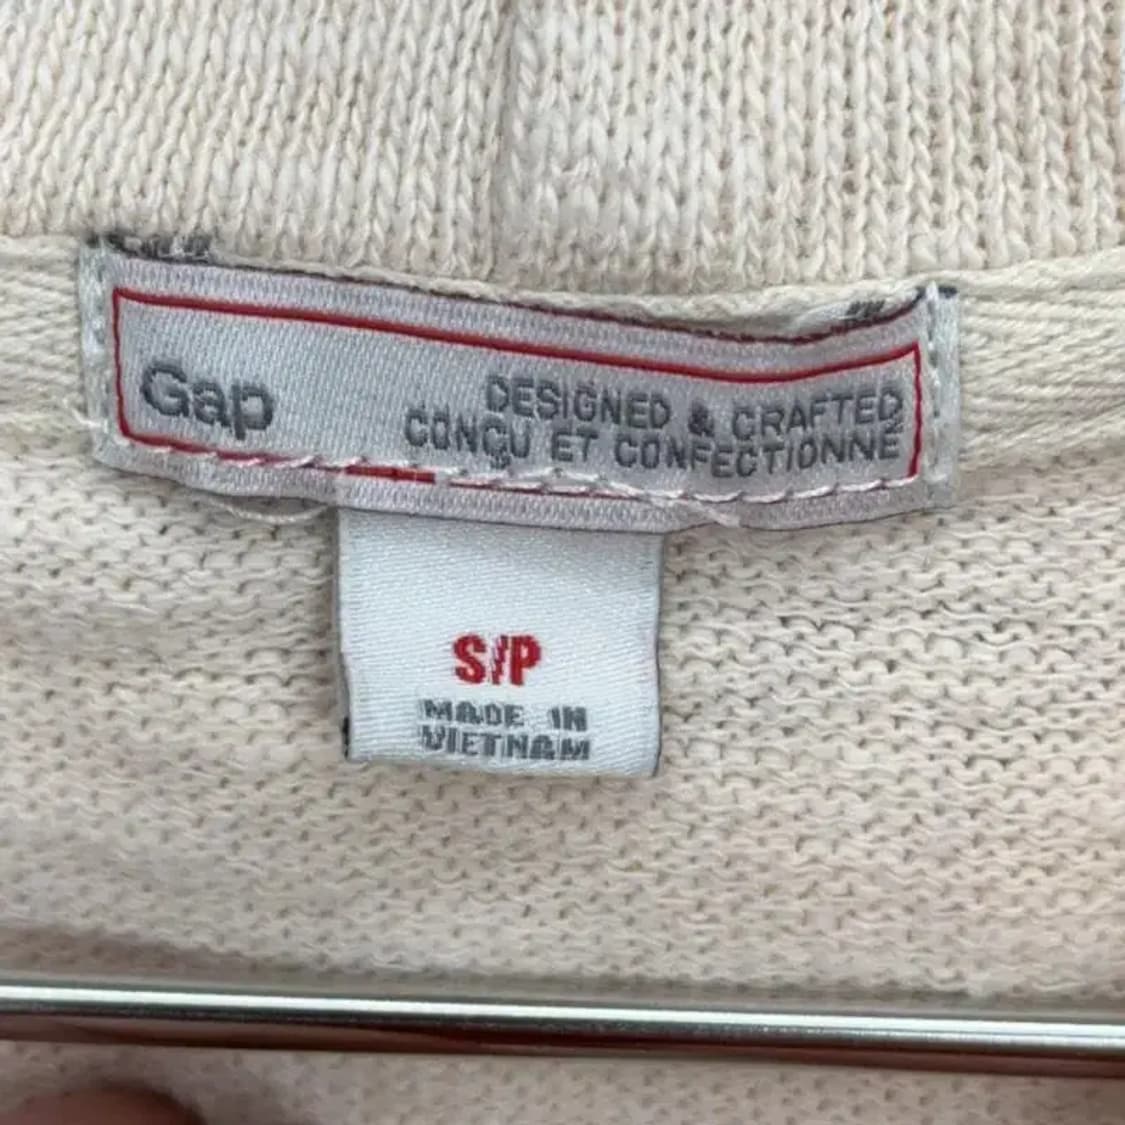 Gap
DESIGNED & CRAFTED
CONÇU ET CONFECTIONNÉ
S/P
MADE IN
VIETNAM